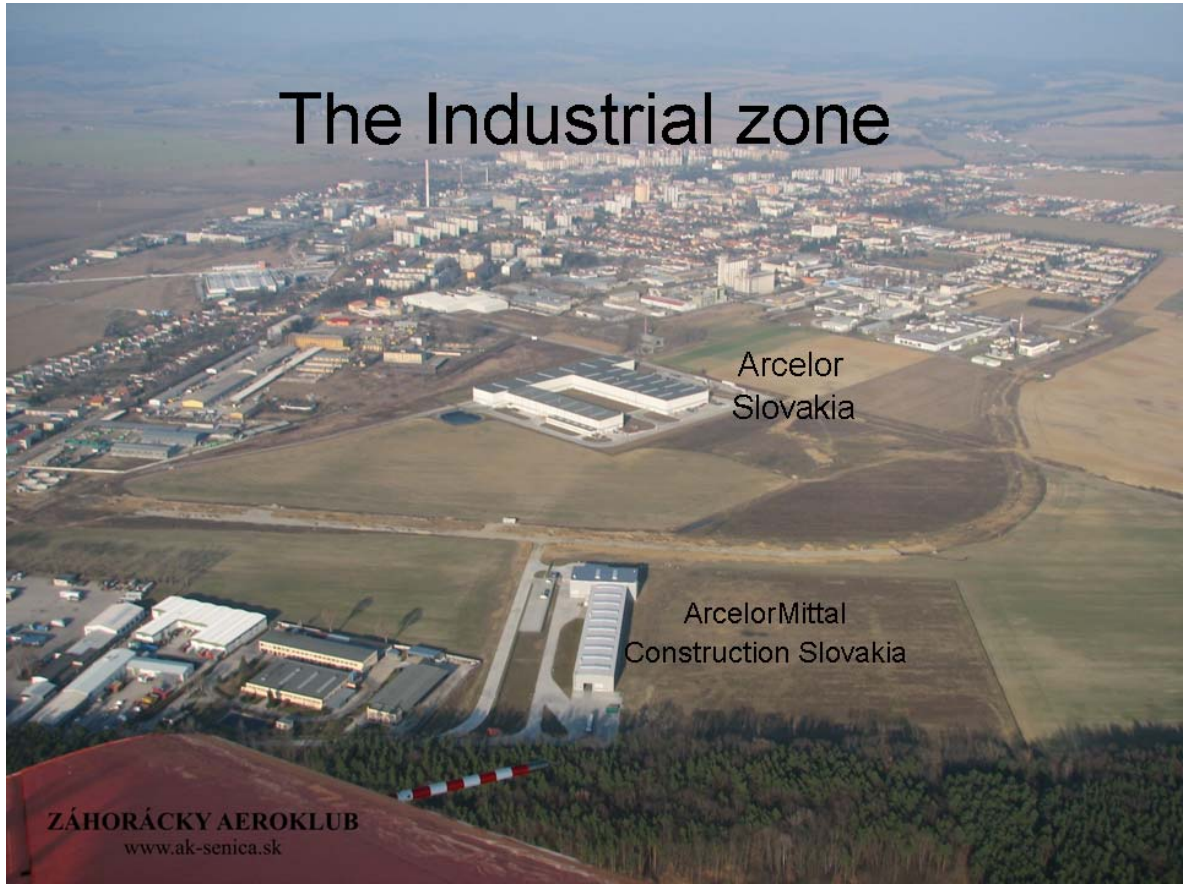 The Industrial zone
Arcelor
Slovakia
ArcelorMittal
Construction Slovakia
ZÁHORÁCKY AEROKLUB
www.ak-senica.sk